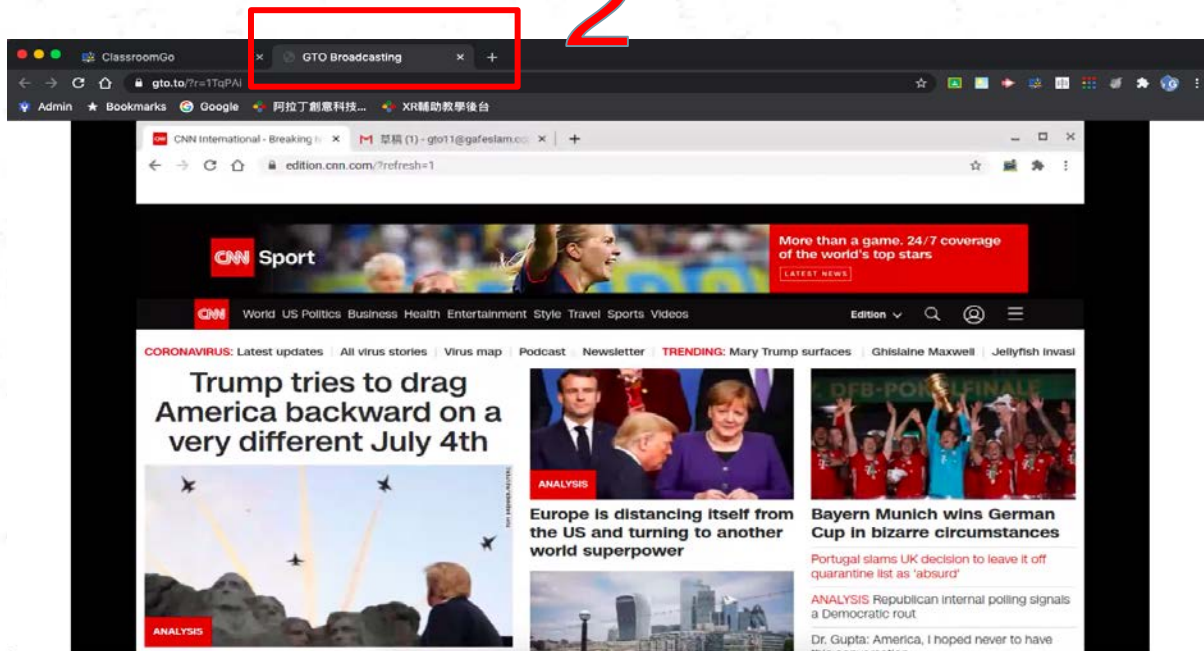 2
ClassroomGo
GTO Broadcasting
gto.to/?r=1TqPAi
Admin
Bookmarks
Google
阿拉丁創意科技...
XR輔助教學後台
CNN International - Breaking
草稿 (1) - gto11@gafeslam.co
edition.cnn.com/?refresh=1
CNN Sport
More than a game. 24/7 coverage
of the world's top stars
LATEST NEWS
CNN World US Politics Business Health Entertainment Style Travel Sports Videos Edition
CORONAVIRUS: Latest updates All virus stories Virus map Podcast Newsletter TRENDING: Mary Trump surfaces Ghislaine Maxwell Jellyfish invasi
Trump tries to drag
America backward on a
very different July 4th
ANALYSIS
ANALYSIS
Europe is distancing itself from
the US and turning to another
world superpower
DFB-POKALFINALE
Bayern Munich wins German
Cup in bizarre circumstances
Portugal slams UK decision to leave it off
quarantine list as 'absurd'
ANALYSIS Republican internal polling signals
a Democratic rout
Dr. Gupta: America, I hoped never to have